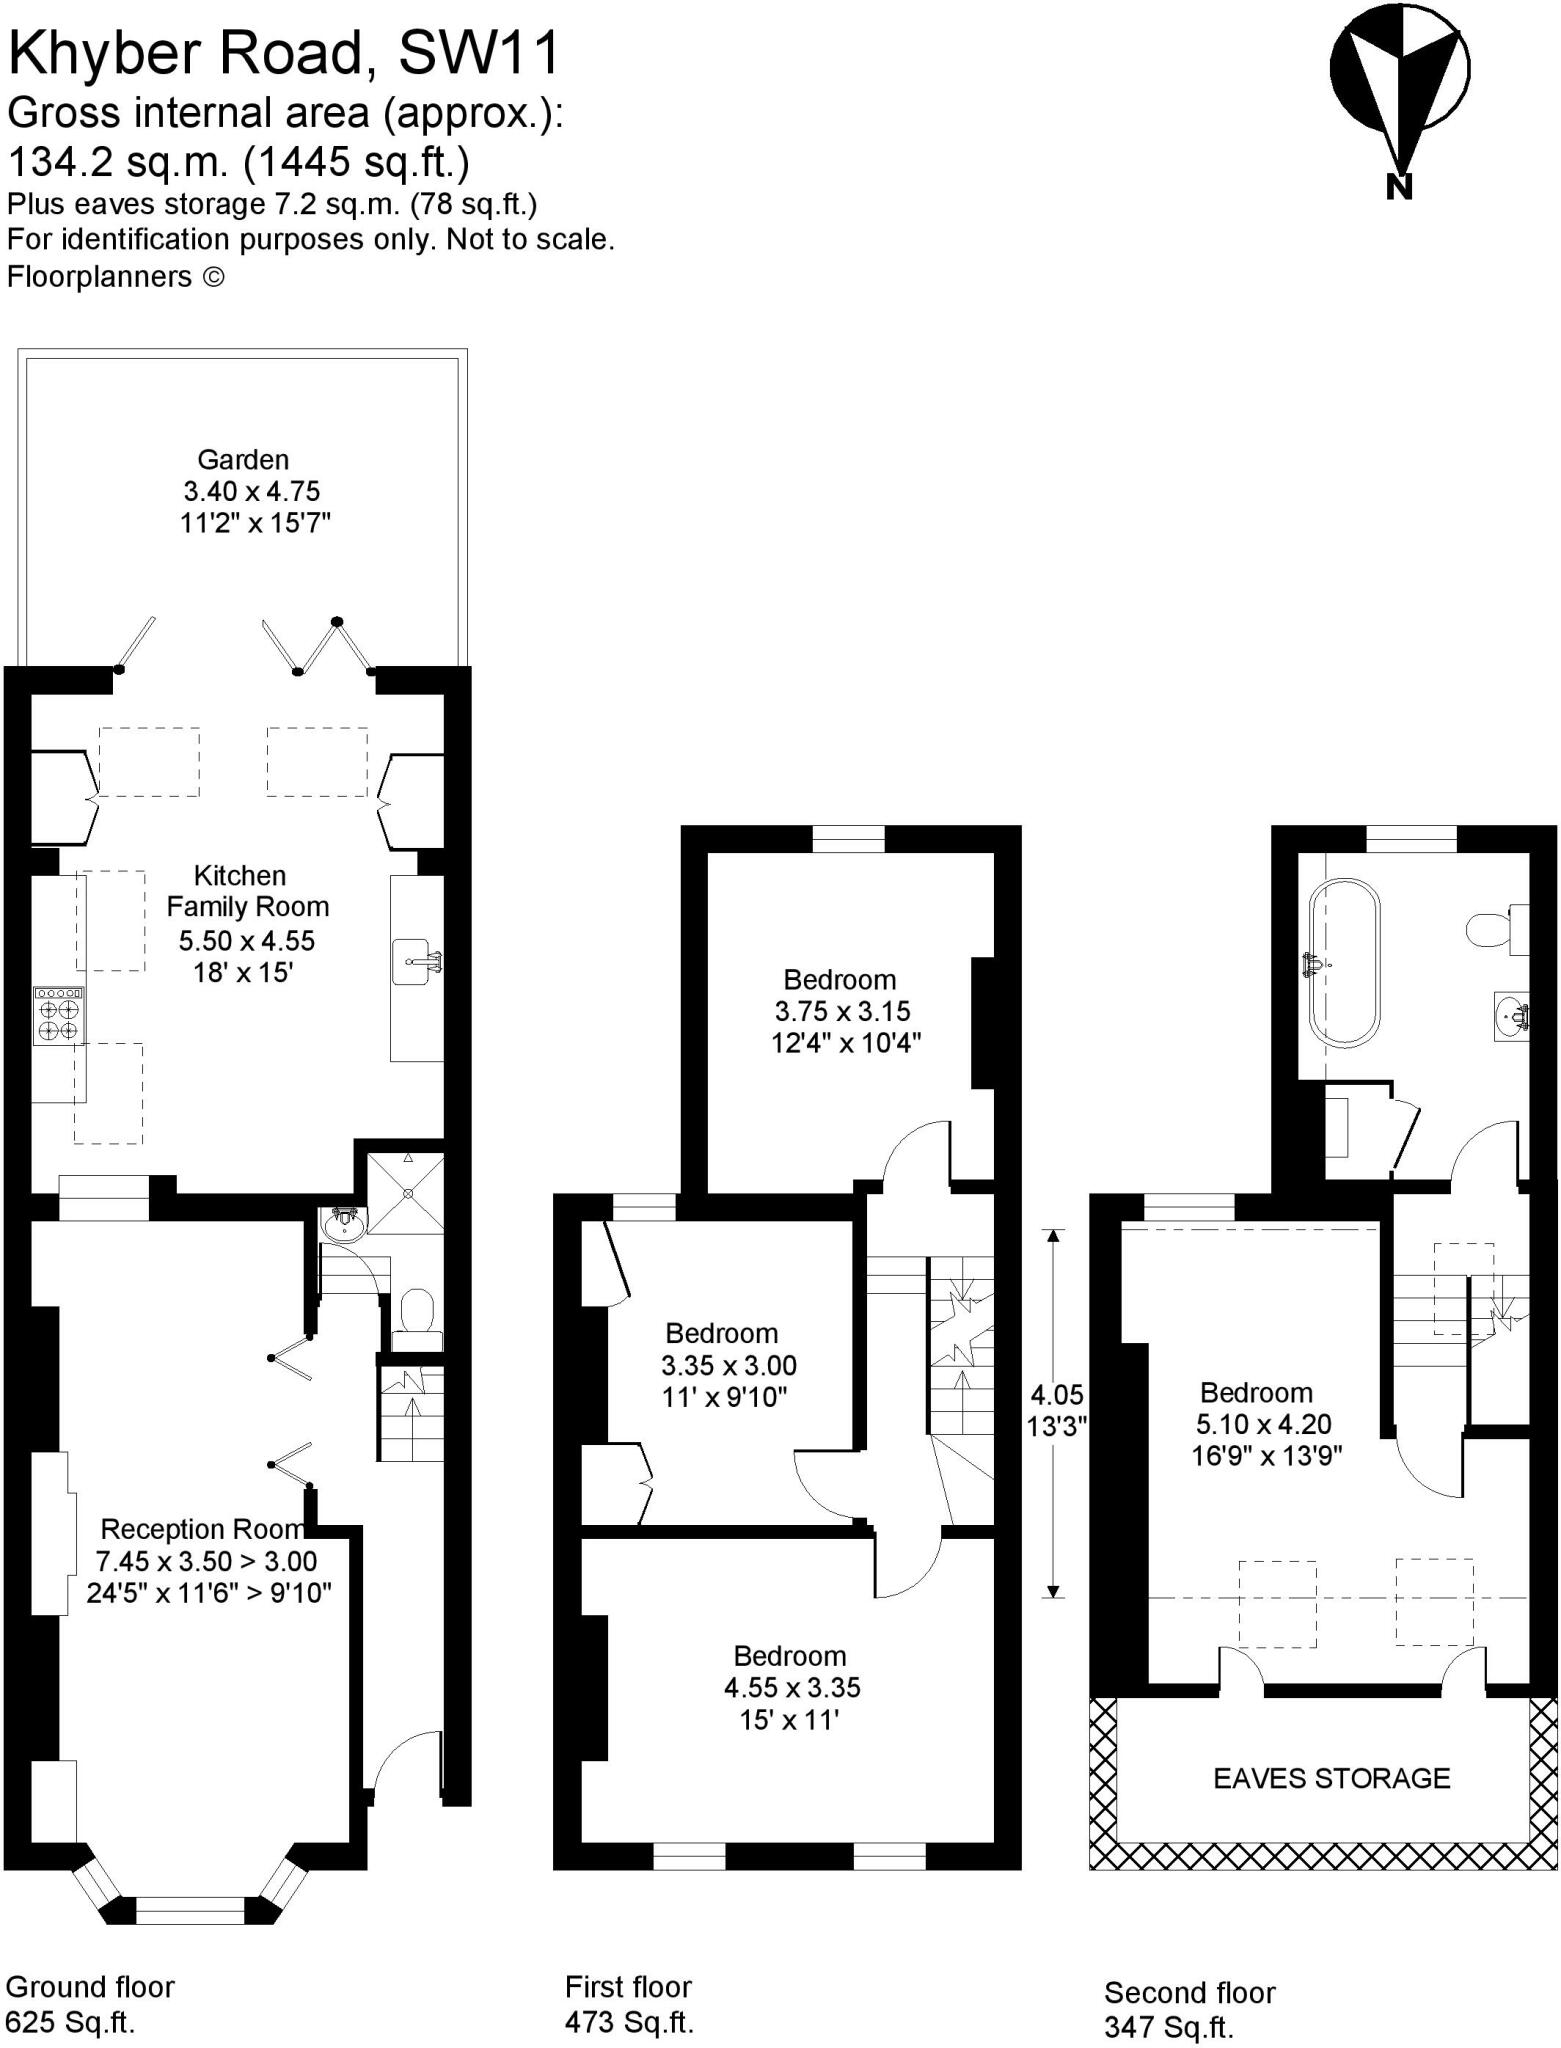 Khyber Road, SW11
Gross internal area (approx.):
134.2 sq.m. (1445 sq.ft.)
Plus eaves storage 7.2 sq.m. (78 sq.ft.)
For identification purposes only. Not to scale.
Floorplanners ©
N
Garden
3.40 x 4.75
11'2" x 15'7"
Kitchen
Family Room
5.50 x 4.55
18' x 15'
Reception Room
7.45 x 3.50 > 3.00
24'5" x 11'6" > 9'10"
Ground floor
625 Sq.ft.
Bedroom
3.75 x 3.15
12'4" x 10'4"
Bedroom
3.35 x 3.00
11' x 9'10"
Bedroom
4.55 x 3.35
15' x 11'
First floor
473 Sq.ft.
4.05
13'3"
Bedroom
5.10 x 4.20
16'9" x 13'9"
EAVES STORAGE
Second floor
347 Sq.ft.